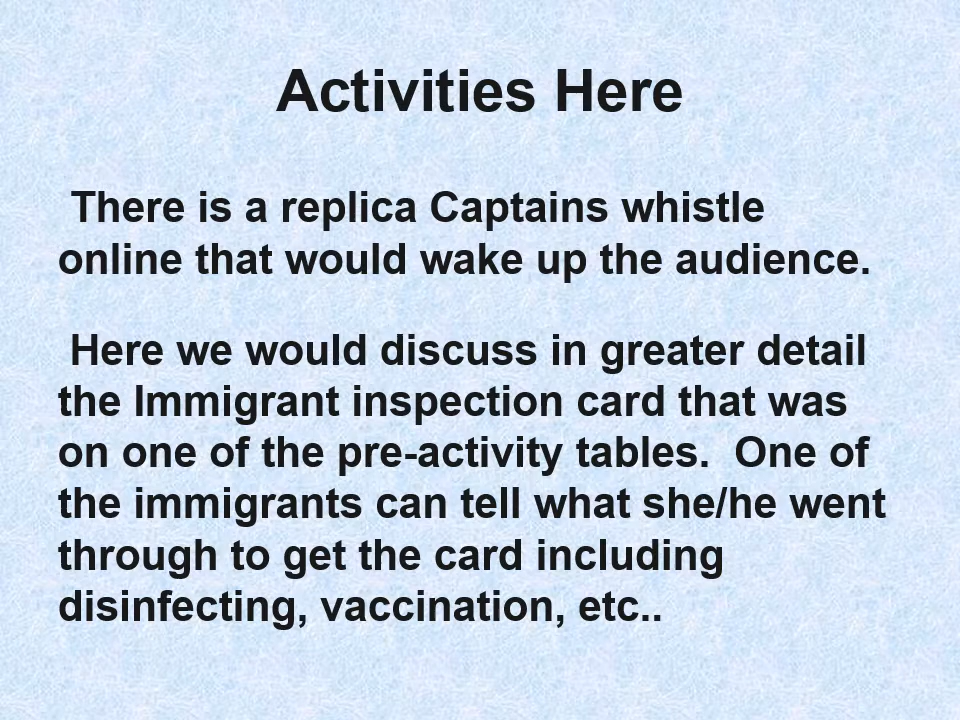 Activities Here
There is a replica Captains whistle
online that would wake up the audience.
Here we would discuss in greater detail
the Immigrant inspection card that was
on one of the pre-activity tables.  One of
the immigrants can tell what she/he went
through to get the card including
disinfecting, vaccination, etc..